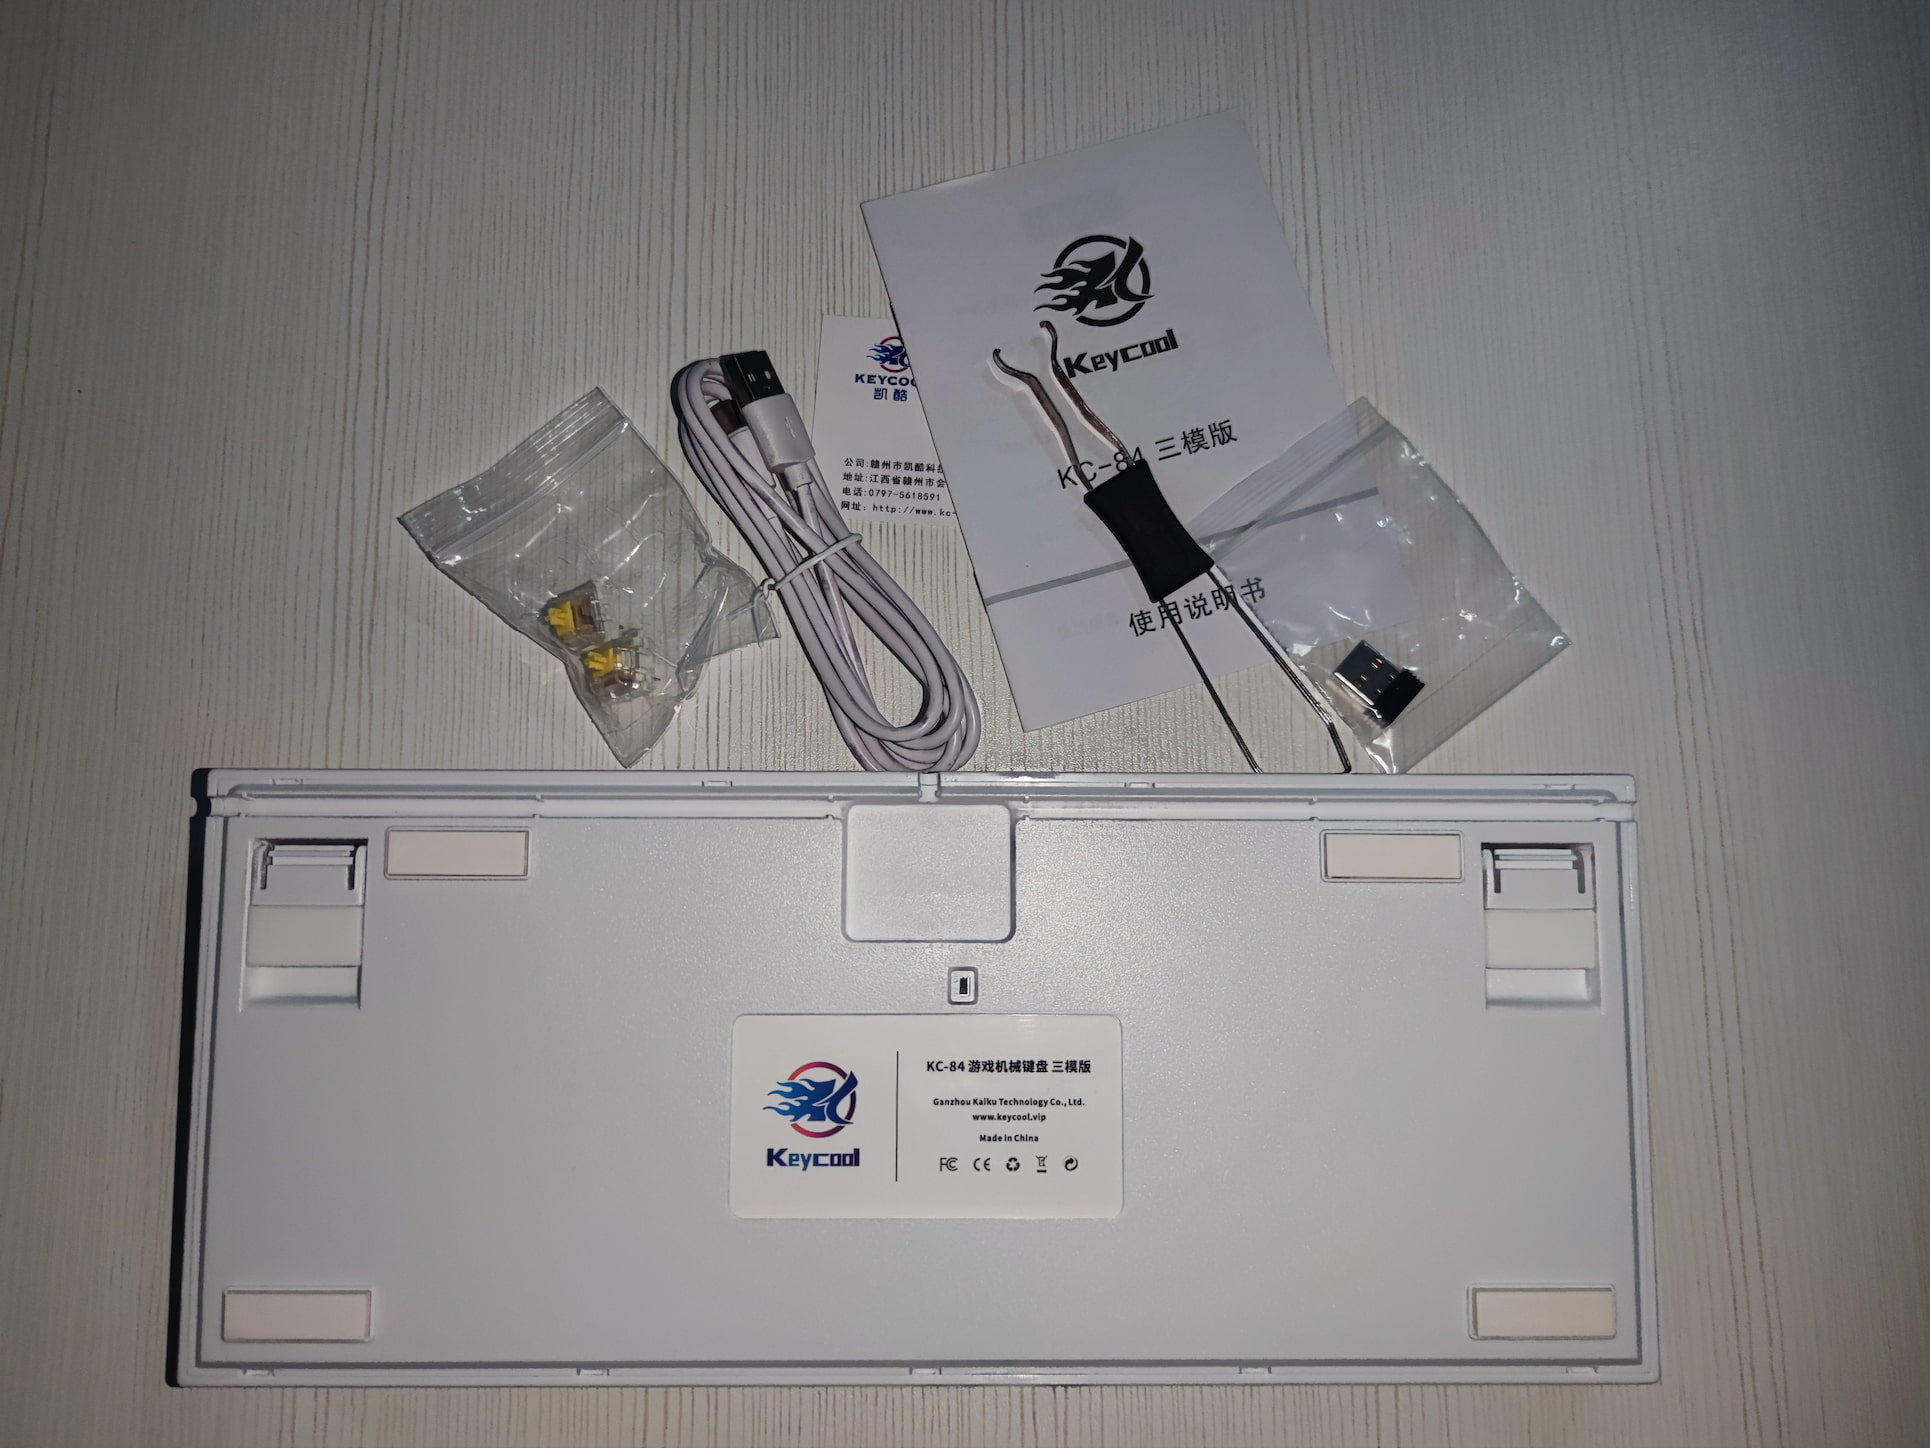 Keycool
KC-84 三模版
使用说明书
KEYCOO
凯酷
公司:赣州市凯酷科技
地址:江西省赣州市会
电话:0797-5618591
网址: http://www.kc-
KC-84 游戏机械键盘 三模版
Ganzhou Kaiku Technology Co., Ltd.
www.keycool.vip
Made in China
FC CE
Keycool